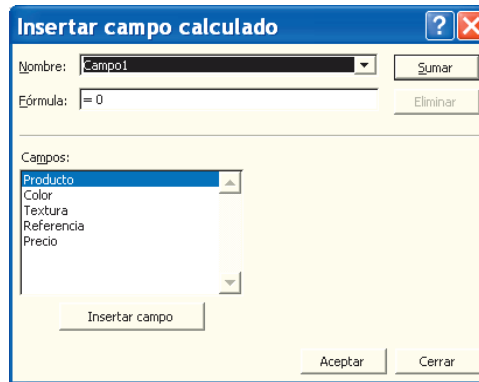 Insertar campo calculado
Nombre: Campo1 Sumar
Fórmula: = 0 Eliminar
Campos:
Producto
Color
Textura
Referencia
Precio
Insertar campo
Aceptar Cerrar